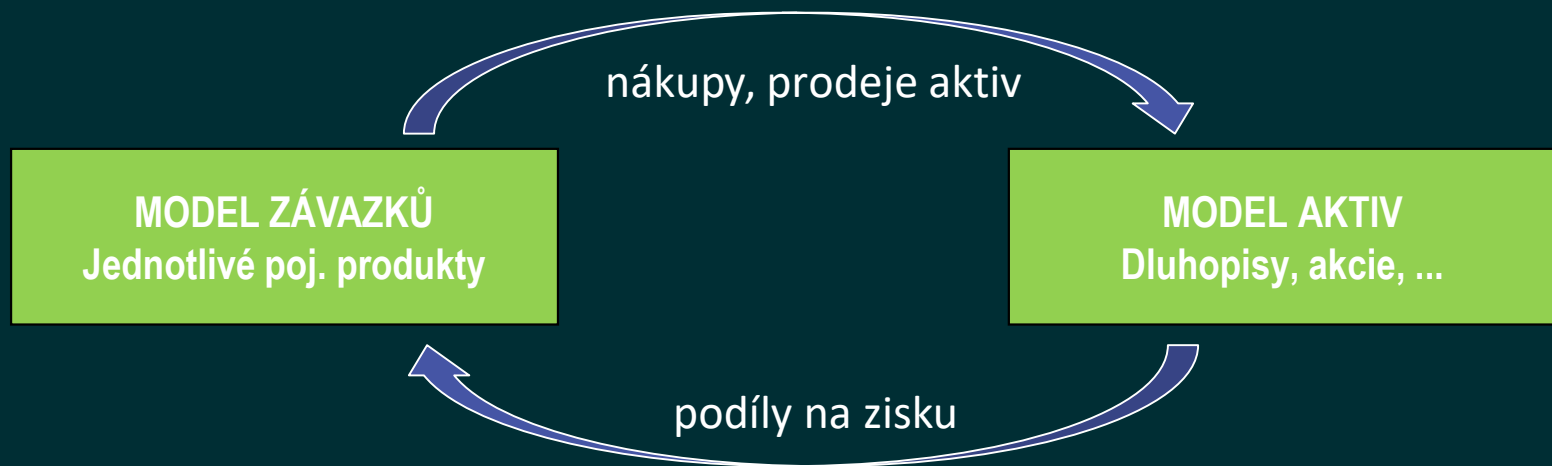 nákupy, prodeje aktiv
MODEL ZÁVAZKŮ
Jednotlivé poj. produkty
MODEL AKTIV
Dluhopisy, akcie, ...
podíly na zisku